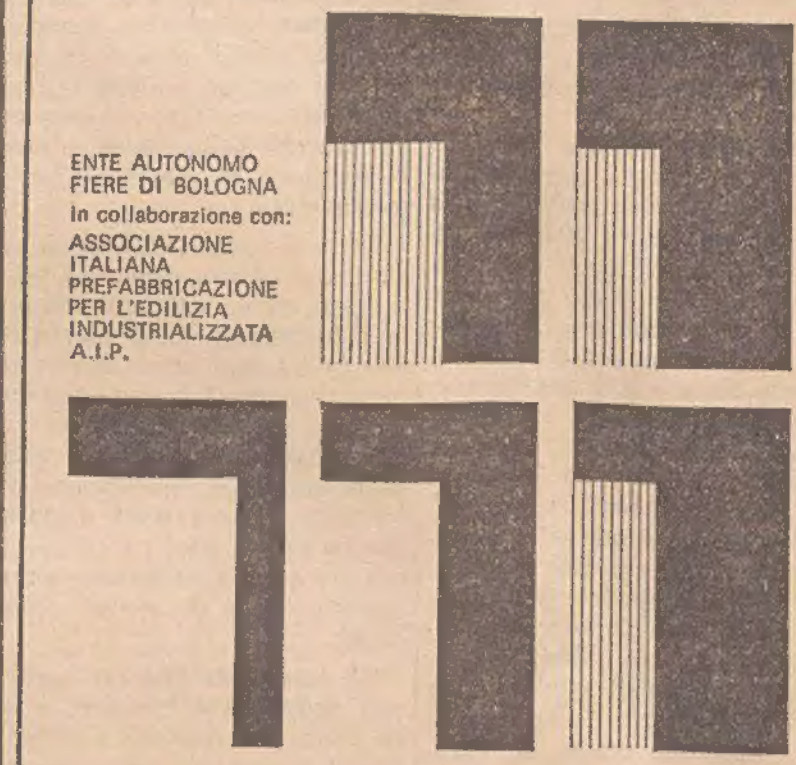 ENTE AUTONOMO
FIERE DI BOLOGNA
in collaborazione con:
ASSOCIAZIONE
ITALIANA
PREFABBRICAZIONE
PER L'EDILIZIA
INDUSTRIALIZZATA
A.I.P.